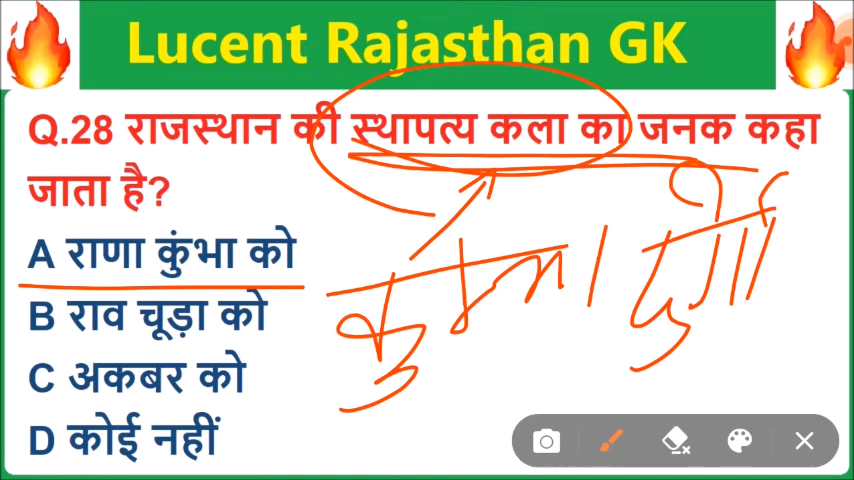 Lucent Rajasthan GK
Q.28 राजस्थान की स्थापत्य कला का जनक कहा
जाता है?
A राणा कुंभा को
B राव चूड़ा को
C अकबर को
D कोई नहीं